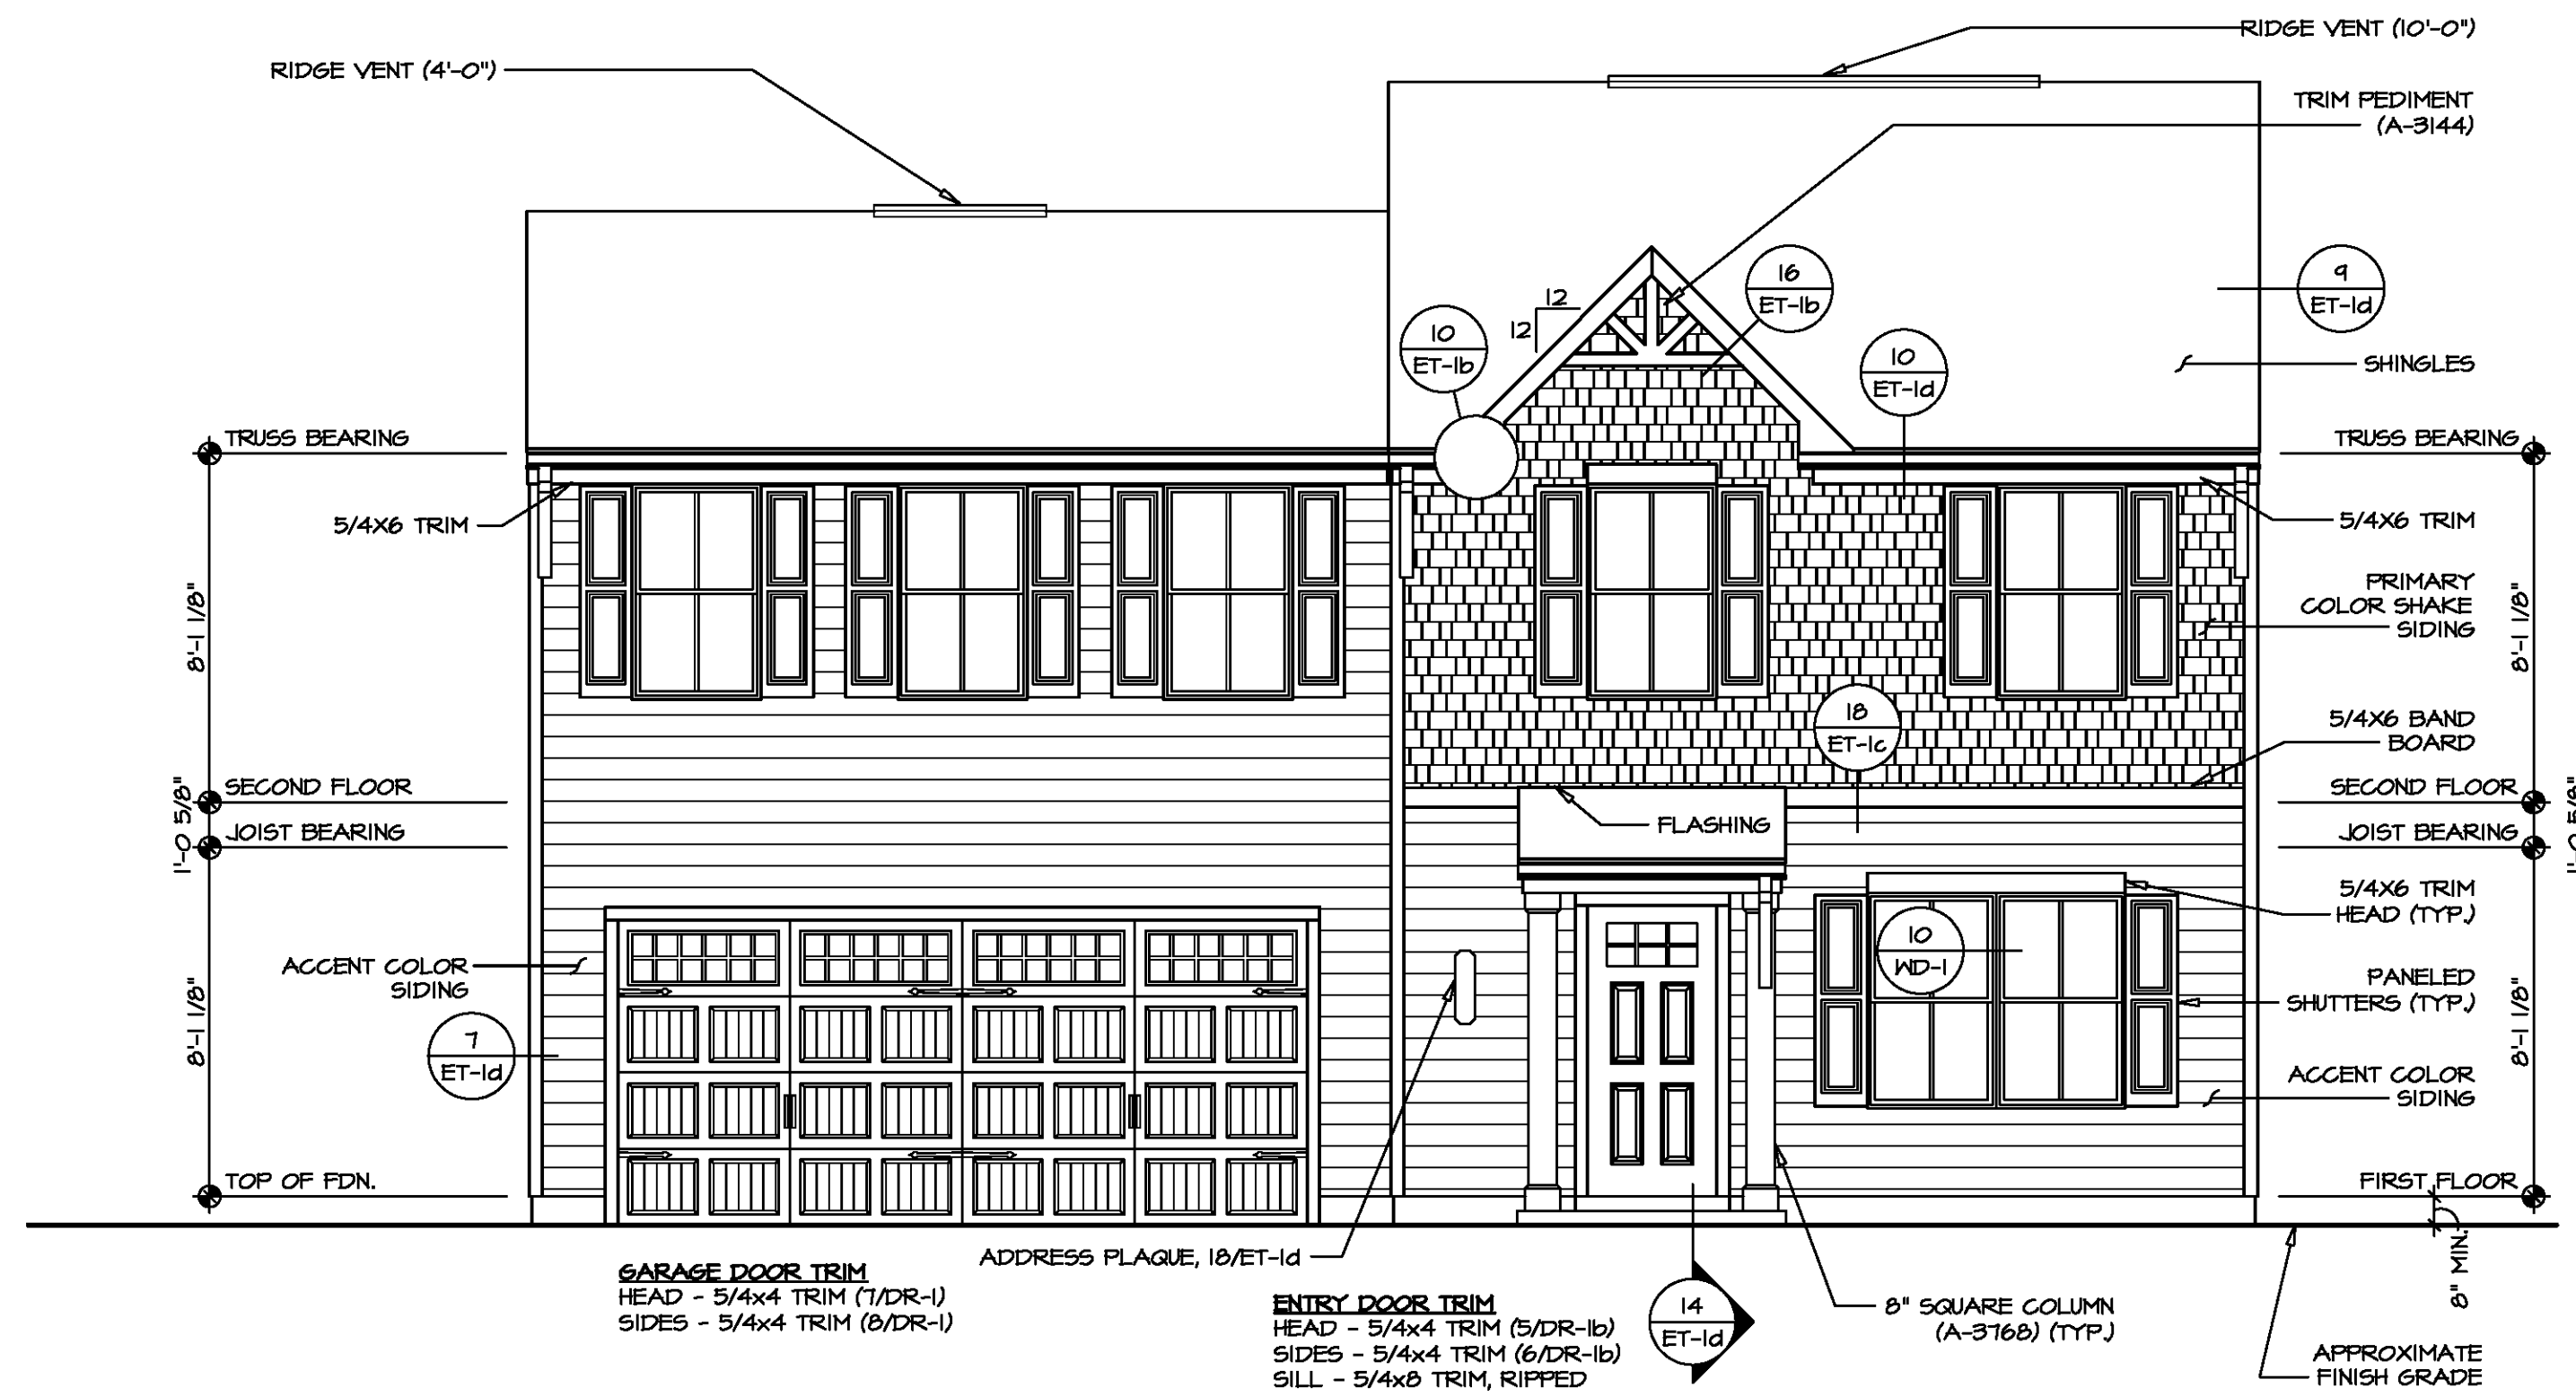 RIDGE VENT (10'-0")
RIDGE VENT (4'-0")
TRIM PEDIMENT
(A-3144)
16
ET-1b
9
ET-1d
12
12
10
ET-1b
10
ET-1d
SHINGLES
TRUSS BEARING
TRUSS BEARING
5/4X6 TRIM
5/4X6 TRIM
PRIMARY
COLOR SHAKE
SIDING
8'-1 1/8"
8'-1 1/8"
18
ET-1c
5/4X6 BAND
BOARD
SECOND FLOOR
SECOND FLOOR
1'-0 5/8"
1'-0 5/8"
FLASHING
JOIST BEARING
JOIST BEARING
5/4X6 TRIM
HEAD (TYP.)
10
WD-1
ACCENT COLOR
SIDING
PANELED
SHUTTERS (TYP.)
8'-1 1/8"
8'-1 1/8"
7
ET-1d
ACCENT COLOR
SIDING
TOP OF FDN.
FIRST FLOOR
8" MIN.
ADDRESS PLAQUE, 18/ET-1d
GARAGE DOOR TRIM
HEAD - 5/4x4 TRIM (7/DR-1)
SIDES - 5/4x4 TRIM (8/DR-1)
ENTRY DOOR TRIM
HEAD - 5/4x4 TRIM (5/DR-1b)
SIDES - 5/4x4 TRIM (6/DR-1b)
SILL - 5/4x8 TRIM, RIPPED
14
ET-1d
8" SQUARE COLUMN
(A-3768) (TYP.)
APPROXIMATE
FINISH GRADE